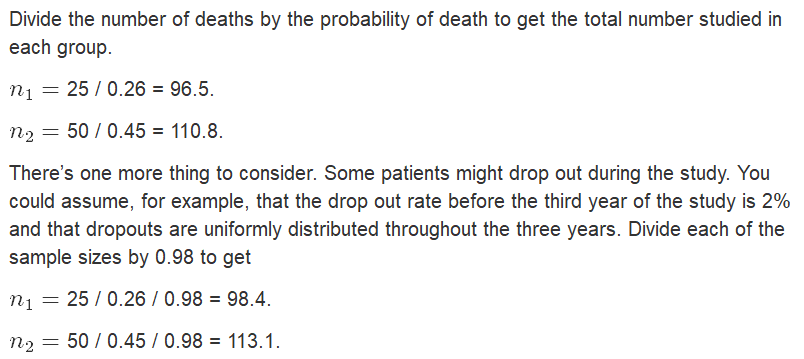 Divide the number of deaths by the probability of death to get the total number studied in
each group.
n₁ = 25 / 0.26 = 96.5.
n₂ = 50 / 0.45 = 110.8.
There’s one more thing to consider. Some patients might drop out during the study. You
could assume, for example, that the drop out rate before the third year of the study is 2%
and that dropouts are uniformly distributed throughout the three years. Divide each of the
sample sizes by 0.98 to get
n₁ = 25 / 0.26 / 0.98 = 98.4.
n₂ = 50 / 0.45 / 0.98 = 113.1.